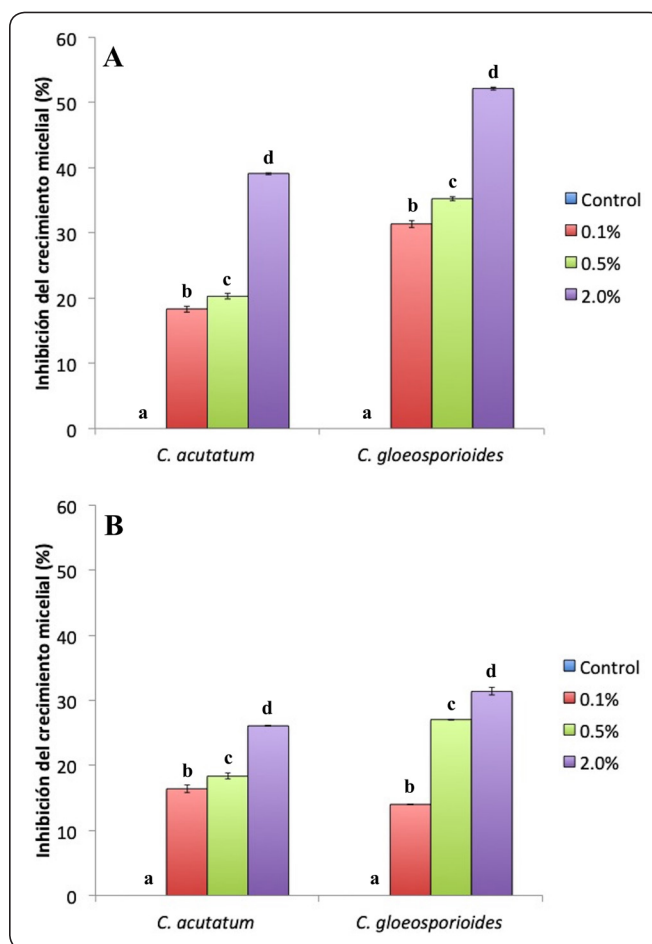 A
Inhibición del crecimiento micelial (%)
60
50
40
30
20
10
0
a
b
c
d
a
b
c
d
C. acutatum
C. gloeosporioides
Control
0.1%
0.5%
2.0%
B
Inhibición del crecimiento micelial (%)
60
50
40
30
20
10
0
a
b
c
d
a
b
c
d
C. acutatum
C. gloeosporioides
Control
0.1%
0.5%
2.0%